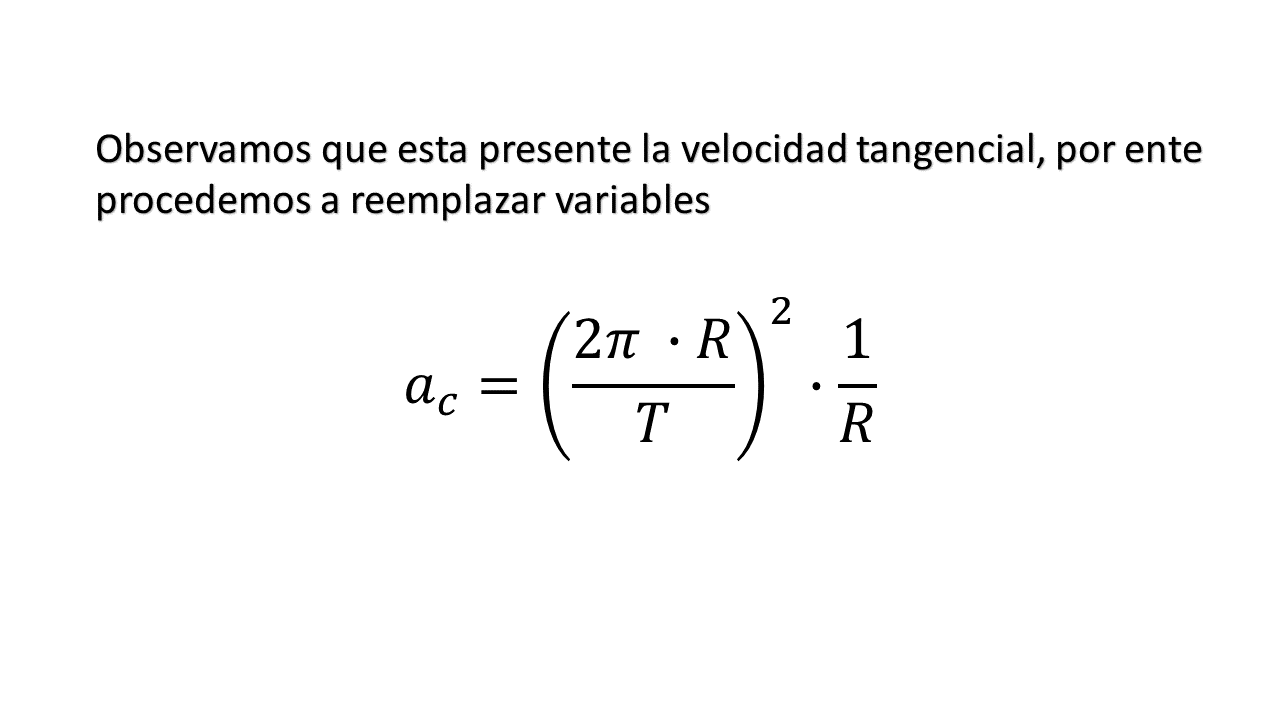 Observamos que esta presente la velocidad tangencial, por ente
procedemos a reemplazar variables
a_c = (2π · R / T)² · 1/R